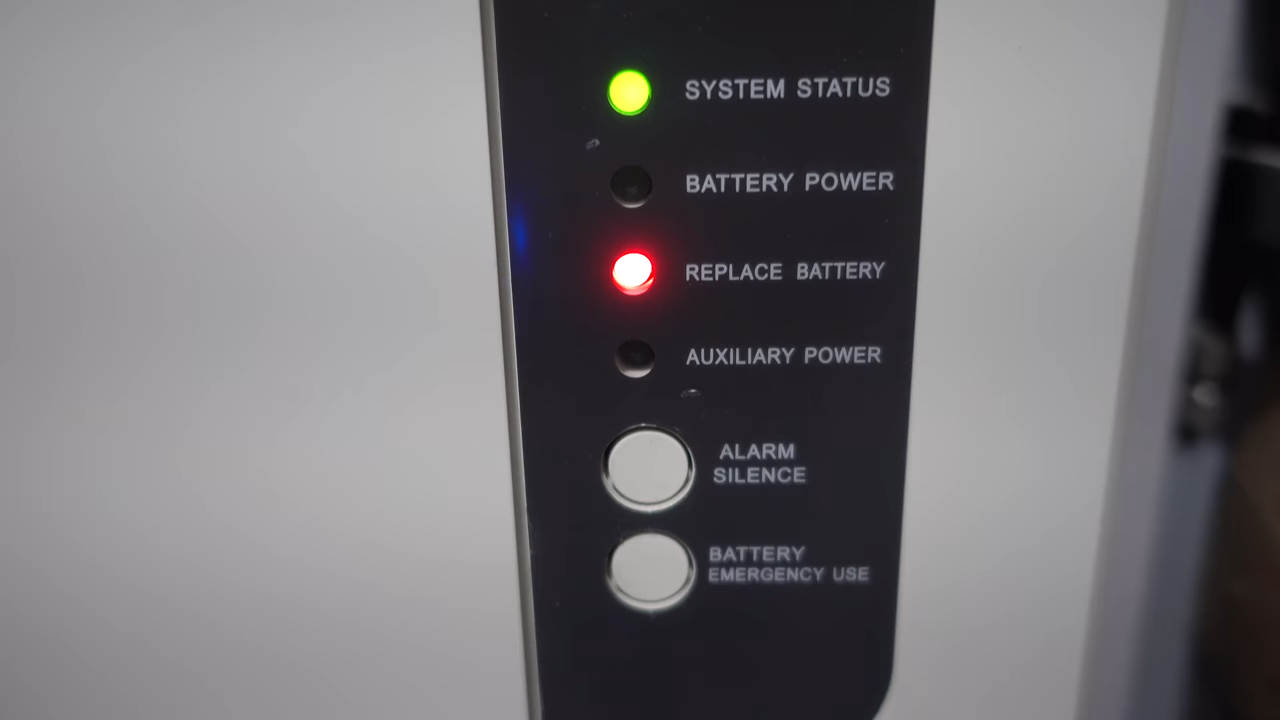 SYSTEM STATUS
BATTERY POWER
REPLACE BATTERY
AUXILIARY POWER
ALARM
SILENCE
BATTERY
EMERGENCY USE